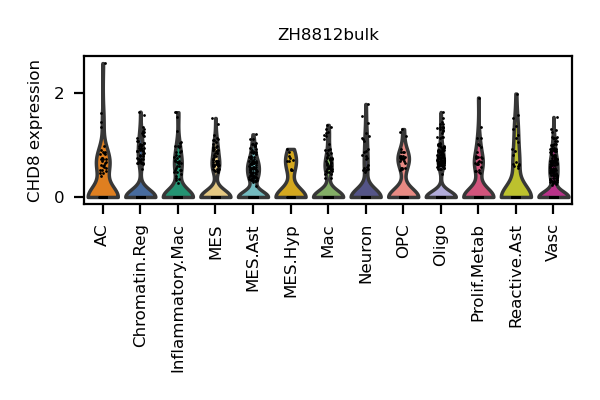 ZH8812bulk
CHD8 expression
2
0
AC
Chromatin.Reg
Inflammatory.Mac
MES
MES.Ast
MES.Hyp
Mac
Neuron
OPC
Oligo
Prolif.Metab
Reactive.Ast
Vasc